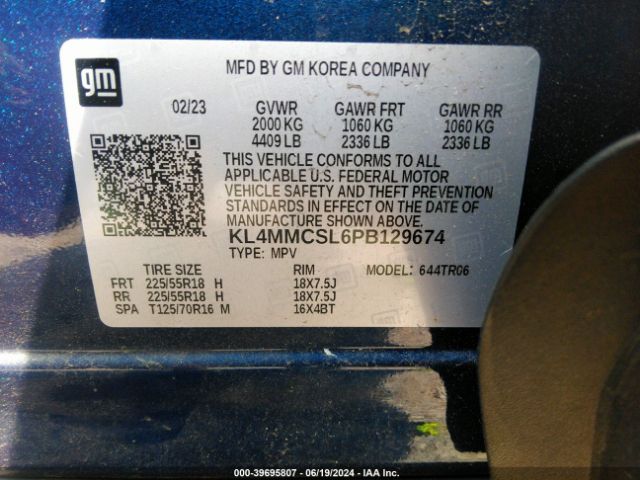 gm
MFD BY GM KOREA COMPANY
02/23 GVWR GAWR FRT GAWR RR
2000 KG 1060 KG 1060 KG
4409 LB 2336 LB 2336 LB
THIS VEHICLE CONFORMS TO ALL
APPLICABLE U.S. FEDERAL MOTOR
VEHICLE SAFETY AND THEFT PREVENTION
STANDARDS IN EFFECT ON THE DATE OF
MANUFACTURE SHOWN ABOVE.
KL4MMCSL6PB129674
TYPE: MPV
TIRE SIZE RIM MODEL: 644TR06
FRT 225/55R18 H 18X7.5J
RR 225/55R18 H 18X7.5J
SPA T125/70R16 M 16X4BT
000-39695807 - 06/19/2024 - IAA Inc.